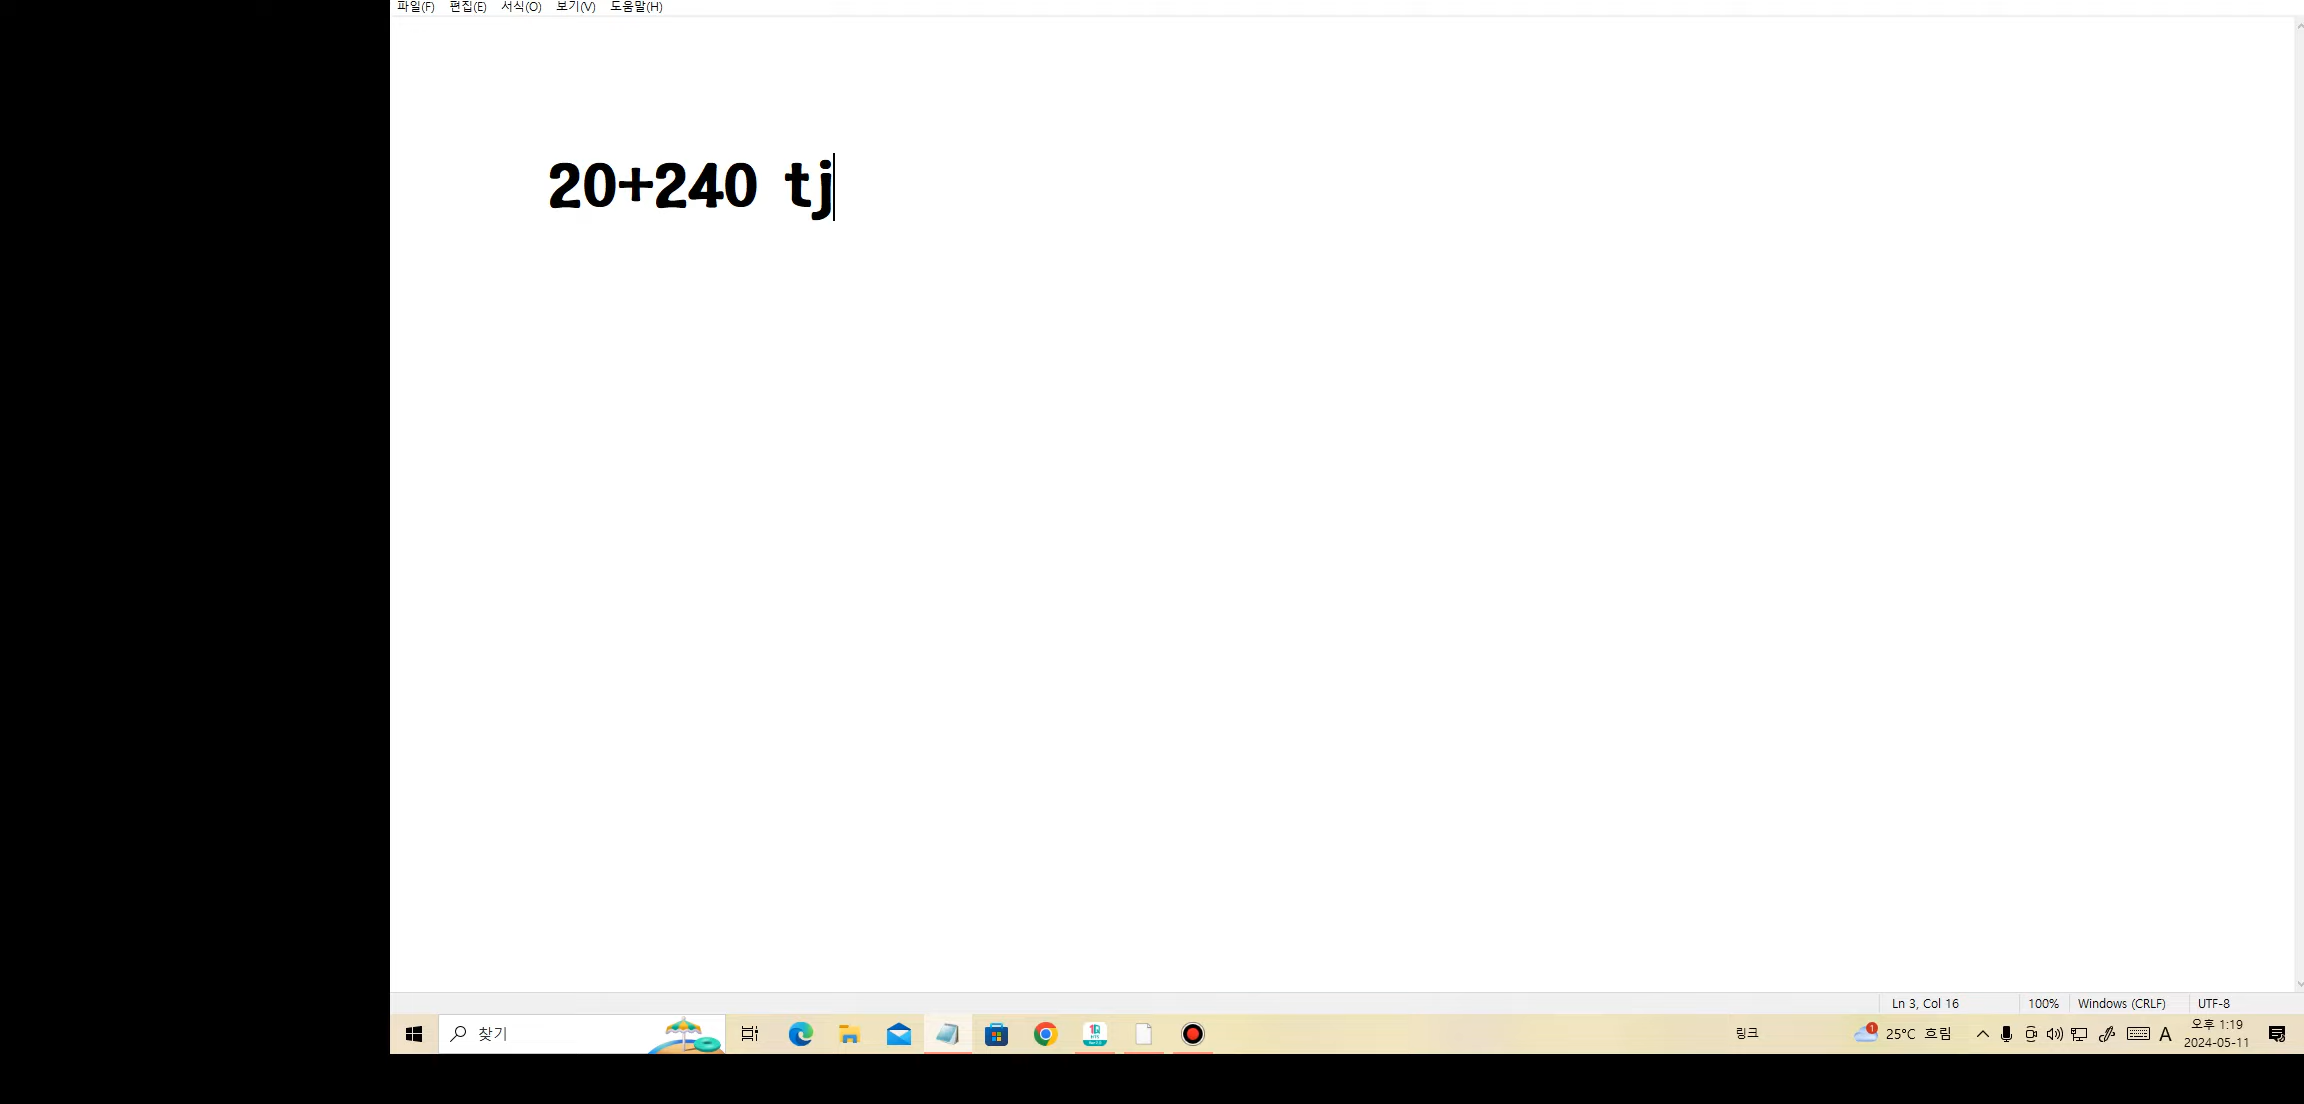 파일(F) 편집(E) 서식(O) 보기(V) 도움말(H)
20+240 tj
Ln 3, Col 16 100% Windows (CRLF) UTF-8
찾기
링크
1
25°C 흐림
A
오후 1:19
2024-05-11